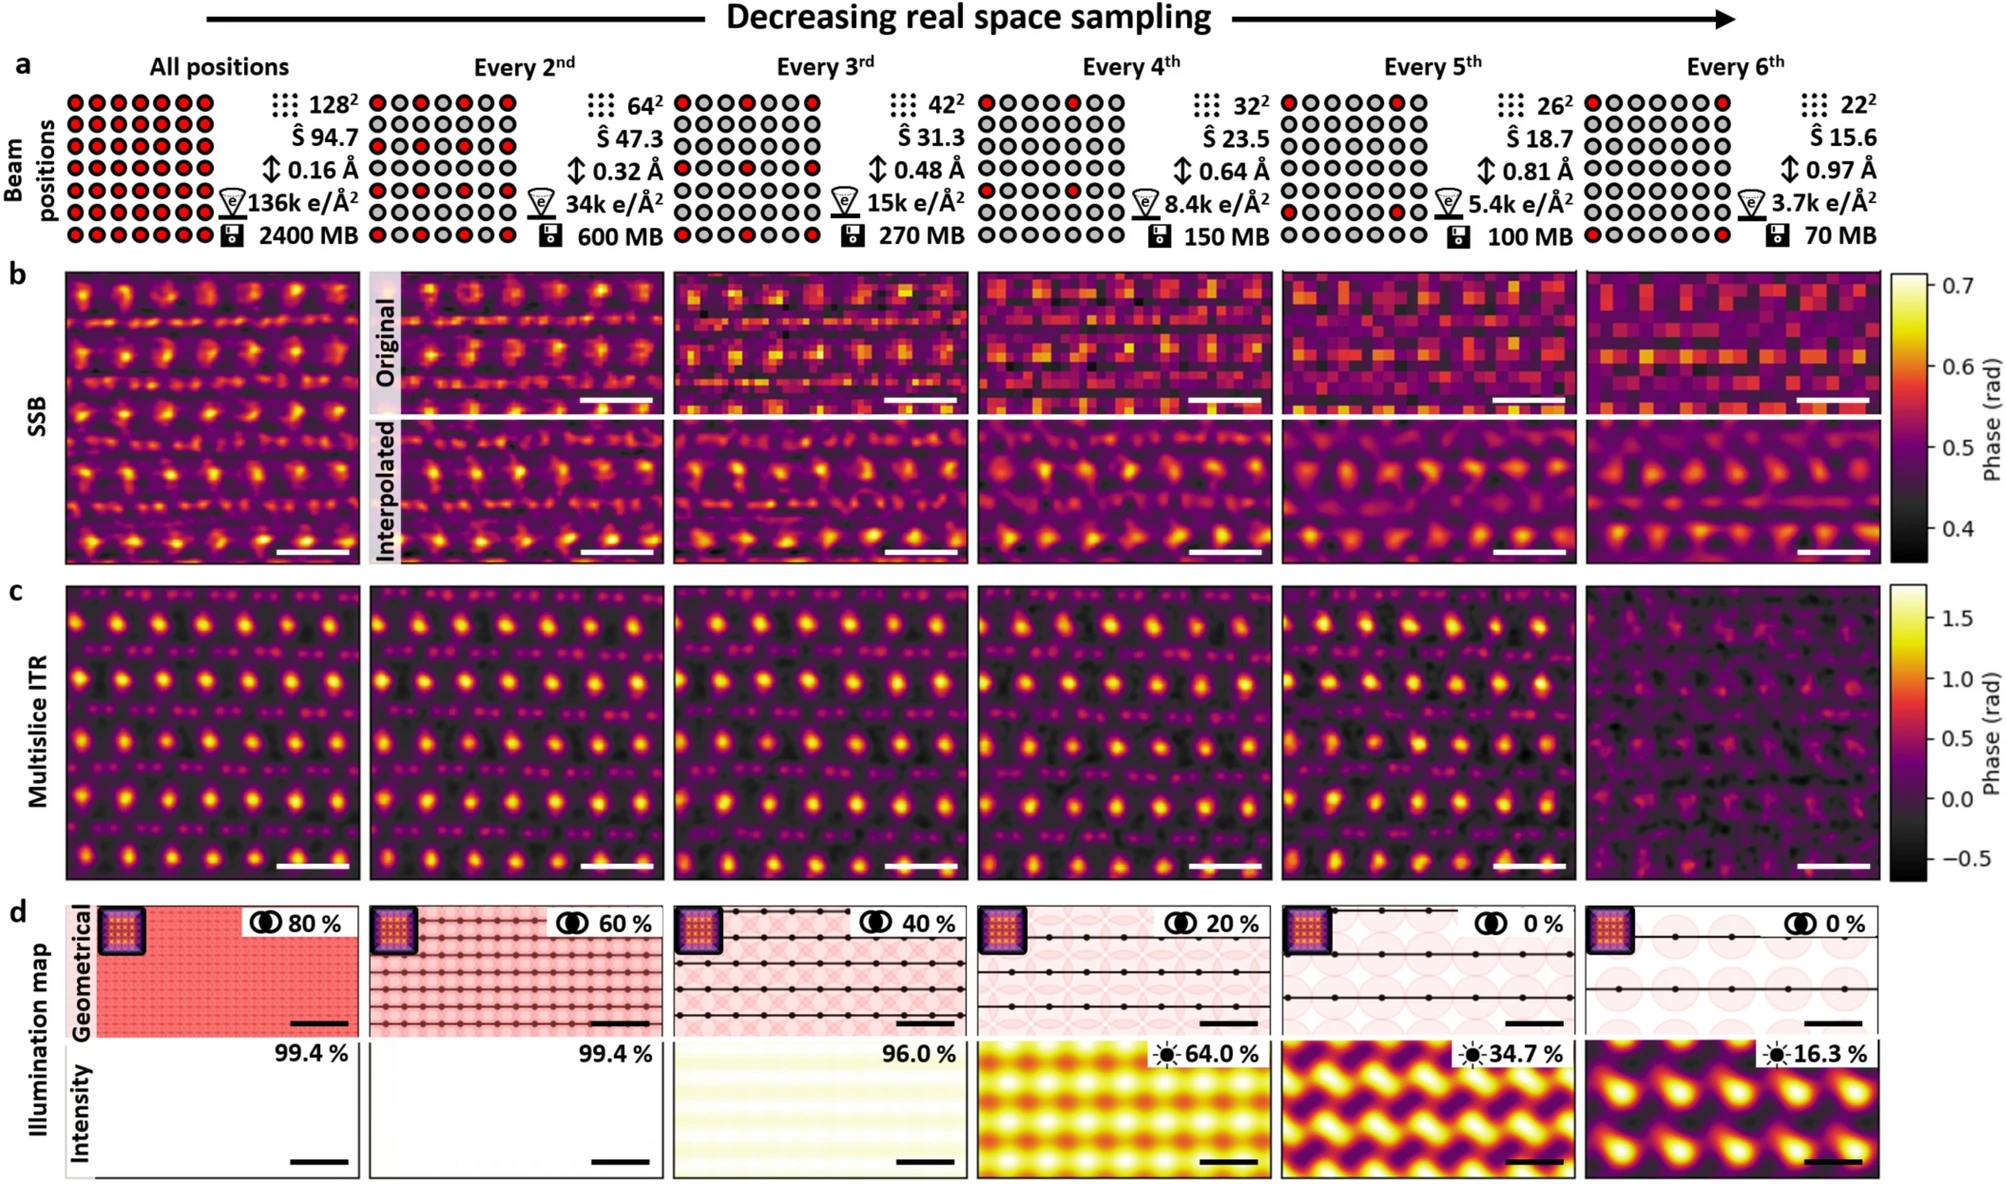 Decreasing real space sampling
a
All positions
Every 2nd
Every 3rd
Every 4th
Every 5th
Every 6th
Beam positions
128²
Ŝ 94.7
0.16 Å
e⁻
136k e/Å²
2400 MB
64²
Ŝ 47.3
0.32 Å
e⁻
34k e/Å²
600 MB
42²
Ŝ 31.3
0.48 Å
e⁻
15k e/Å²
270 MB
32²
Ŝ 23.5
0.64 Å
e⁻
8.4k e/Å²
150 MB
26²
Ŝ 18.7
0.81 Å
e⁻
5.4k e/Å²
100 MB
22²
Ŝ 15.6
0.97 Å
e⁻
3.7k e/Å²
70 MB
b
SSB
Original
Interpolated
0.7
0.6
0.5
0.4
Phase (rad)
c
Multislice ITR
1.5
1.0
0.5
0.0
−0.5
Phase (rad)
d
Illumination map
Geometrical
80 %
60 %
40 %
20 %
0 %
0 %
Intensity
99.4 %
99.4 %
96.0 %
64.0 %
34.7 %
16.3 %